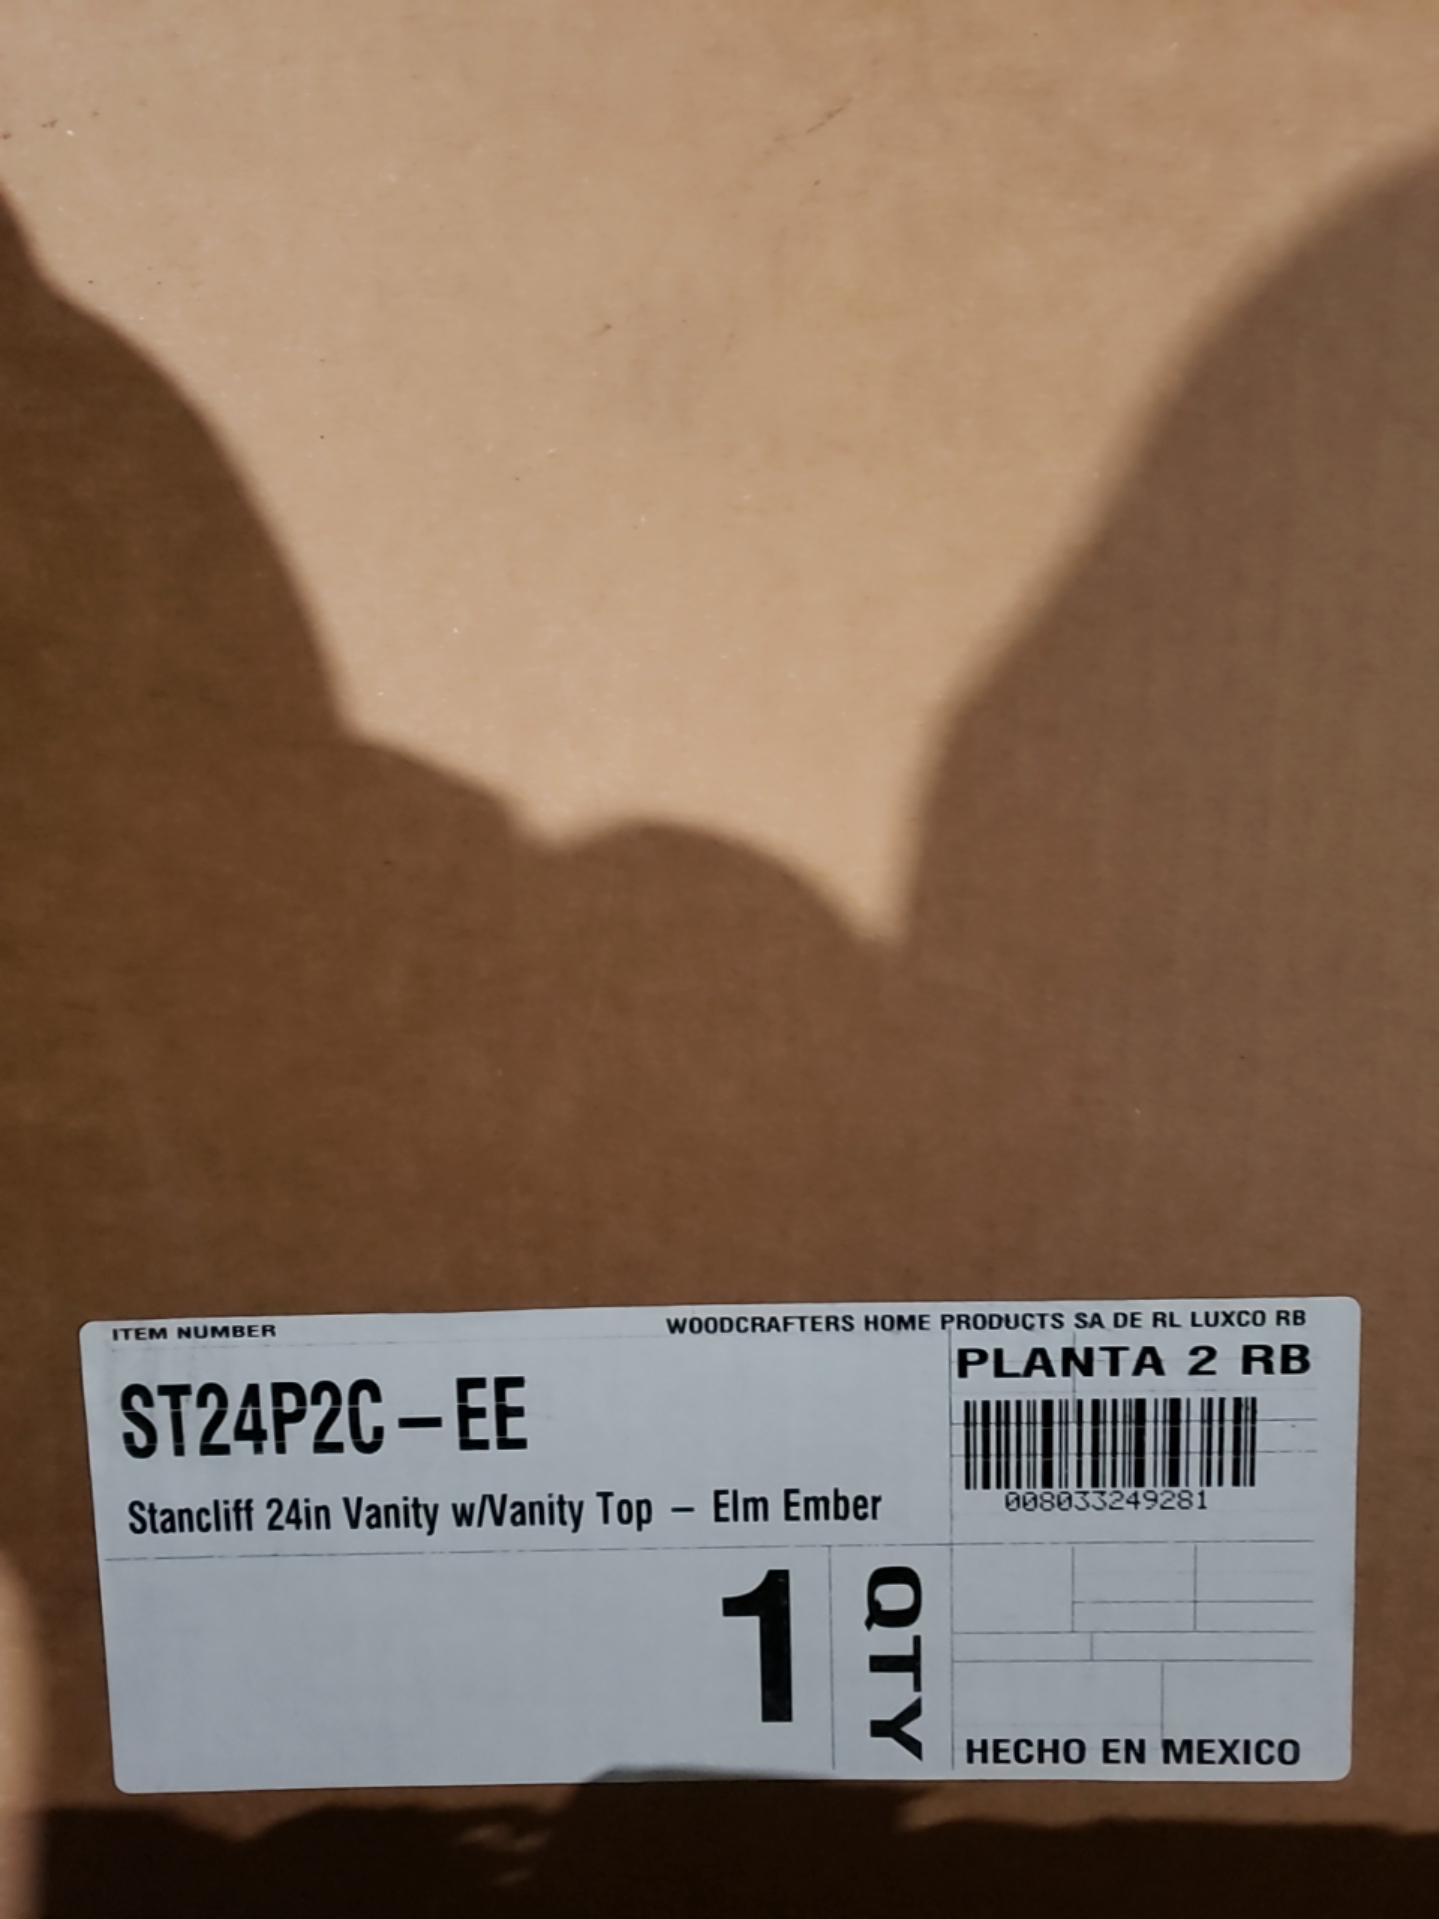 ITEM NUMBER
WOODCRAFTERS HOME PRODUCTS SA DE RL LUXCO RB
PLANTA 2 RB
ST24P2C-EE
008033249281
Stancliff 24in Vanity w/Vanity Top - Elm Ember
1
QTY
HECHO EN MEXICO